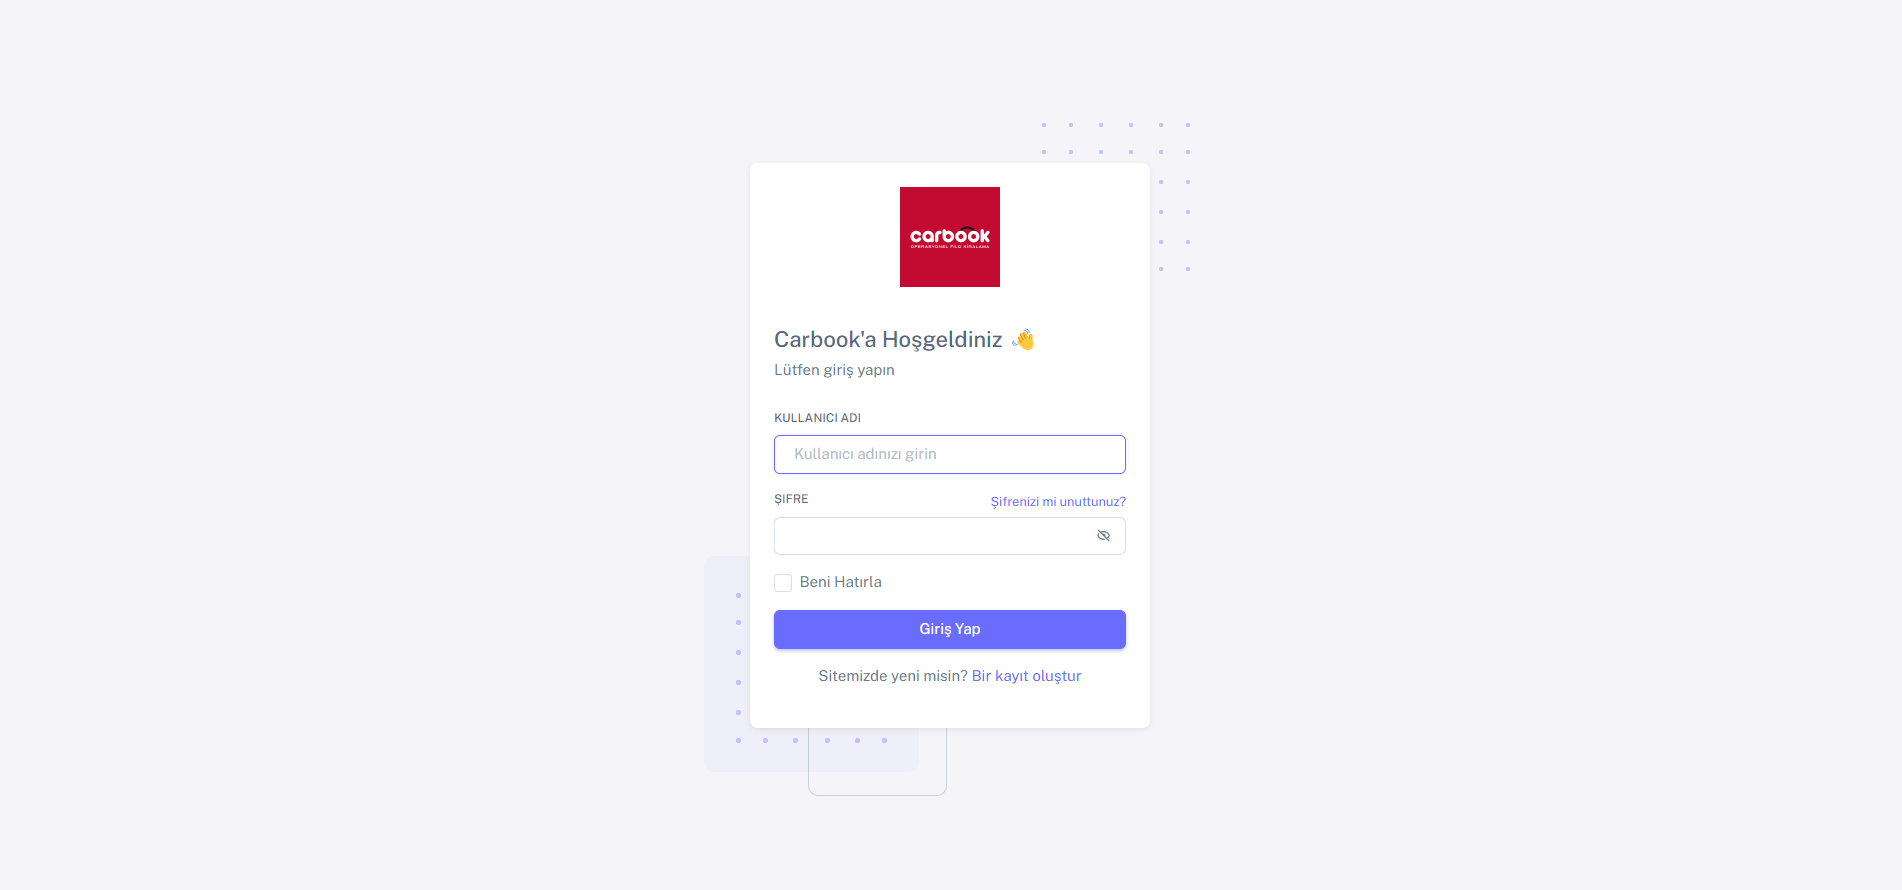 carbook
OPERASYONEL FİLO KİRALAMA
Carbook'a Hoşgeldiniz 👋
Lütfen giriş yapın
KULLANICI ADI
Kullanıcı adınızı girin
ŞIFRE
Şifrenizi mi unuttunuz?
Beni Hatırla
Giriş Yap
Sitemizde yeni misin? Bir kayıt oluştur